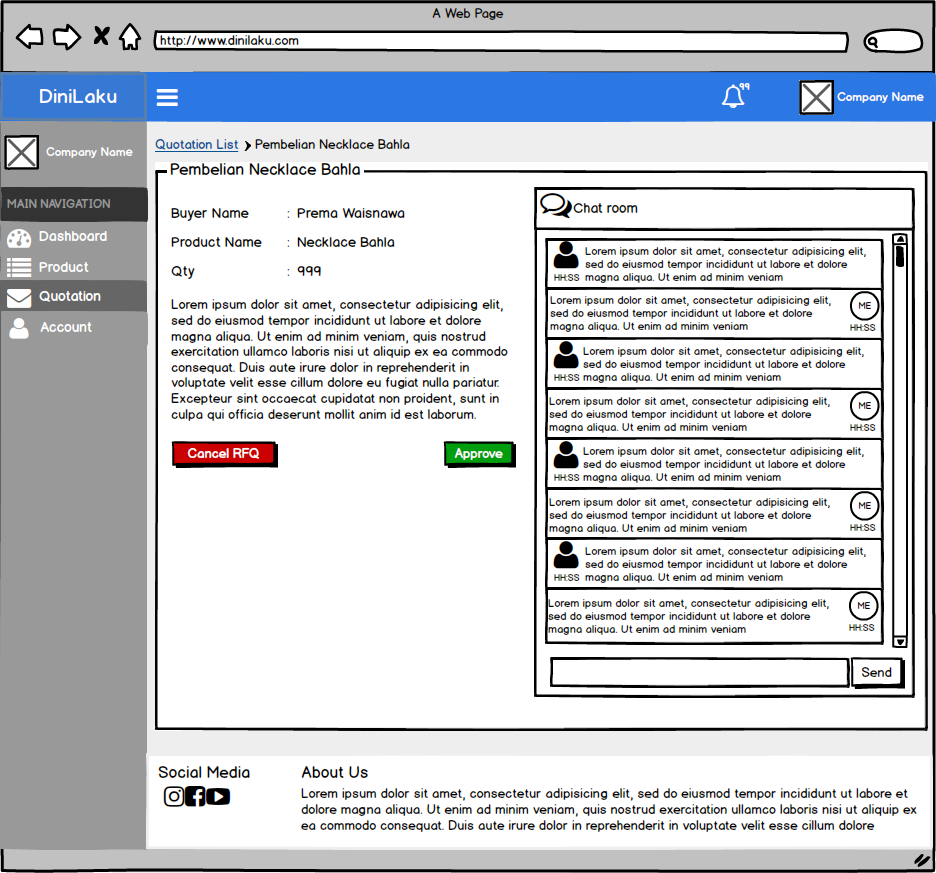 A Web Page
http://www.dinilaku.com
DiniLaku
99
Company Name
Company Name
MAIN NAVIGATION
Dashboard
Product
Quotation
Account
Quotation List
Pembelian Necklace Bahla
Pembelian Necklace Bahla
Buyer Name : Prema Waisnawa
Product Name : Necklace Bahla
Qty : 999
Lorem ipsum dolor sit amet, consectetur adipisicing elit,
sed do eiusmod tempor incididunt ut labore et dolore
magna aliqua. Ut enim ad minim veniam, quis nostrud
exercitation ullamco laboris nisi ut aliquip ex ea commodo
consequat. Duis aute irure dolor in reprehenderit in
voluptate velit esse cillum dolore eu fugiat nulla pariatur.
Excepteur sint occaecat cupidatat non proident, sunt in
culpa qui officia deserunt mollit anim id est laborum.
Cancel RFQ
Approve
Chat room
Lorem ipsum dolor sit amet, consectetur adipisicing elit,
sed do eiusmod tempor incididunt ut labore et dolore
HH:SS magna aliqua. Ut enim ad minim veniam
Lorem ipsum dolor sit amet, consectetur adipisicing elit,
ME
sed do eiusmod tempor incididunt ut labore et dolore
magna aliqua. Ut enim ad minim veniam
HH:SS
Lorem ipsum dolor sit amet, consectetur adipisicing elit,
sed do eiusmod tempor incididunt ut labore et dolore
HH:SS magna aliqua. Ut enim ad minim veniam
Lorem ipsum dolor sit amet, consectetur adipisicing elit,
ME
sed do eiusmod tempor incididunt ut labore et dolore
magna aliqua. Ut enim ad minim veniam
HH:SS
Lorem ipsum dolor sit amet, consectetur adipisicing elit,
sed do eiusmod tempor incididunt ut labore et dolore
HH:SS magna aliqua. Ut enim ad minim veniam
Lorem ipsum dolor sit amet, consectetur adipisicing elit,
ME
sed do eiusmod tempor incididunt ut labore et dolore
magna aliqua. Ut enim ad minim veniam
HH:SS
Lorem ipsum dolor sit amet, consectetur adipisicing elit,
sed do eiusmod tempor incididunt ut labore et dolore
HH:SS magna aliqua. Ut enim ad minim veniam
Lorem ipsum dolor sit amet, consectetur adipisicing elit,
ME
sed do eiusmod tempor incididunt ut labore et dolore
magna aliqua. Ut enim ad minim veniam
HH:SS
Send
Social Media
About Us
Lorem ipsum dolor sit amet, consectetur adipisicing elit, sed do eiusmod tempor incididunt ut labore et
dolore magna aliqua. Ut enim ad minim veniam, quis nostrud exercitation ullamco laboris nisi ut aliquip ex
ea commodo consequat. Duis aute irure dolor in reprehenderit in voluptate velit esse cillum dolore